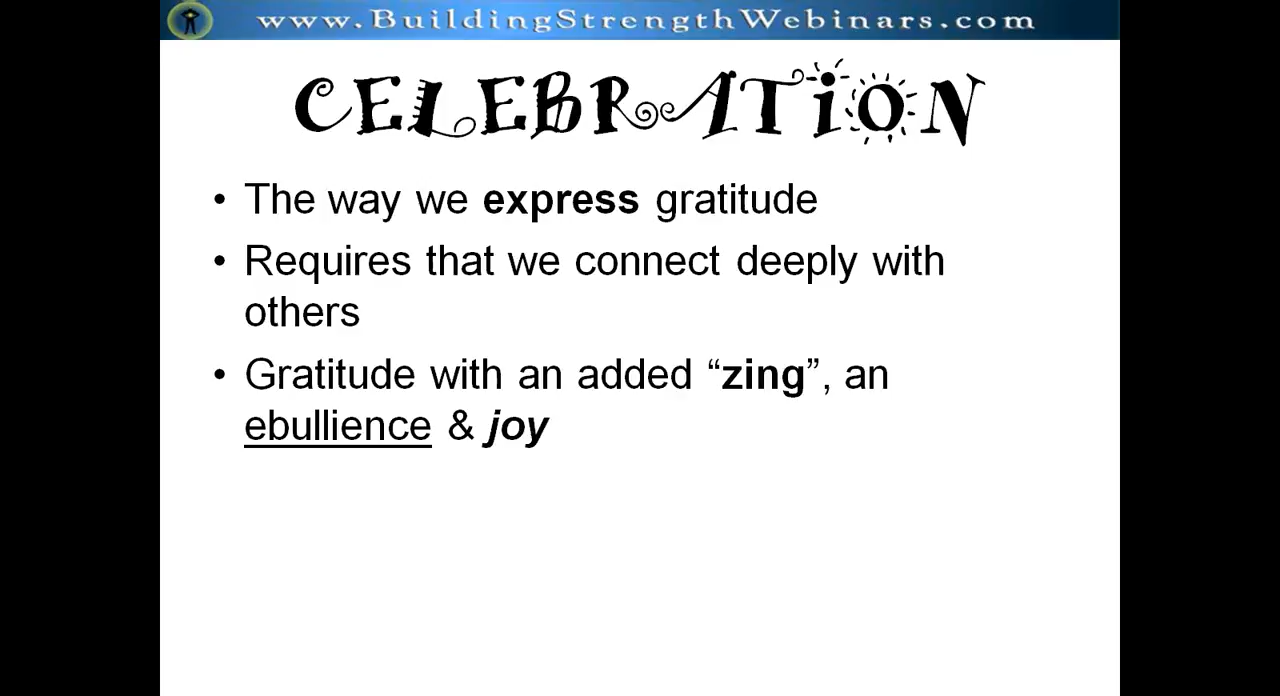 www.BuildingStrengthWebinars.com
CELEBRATiON
• The way we express gratitude
• Requires that we connect deeply with
others
• Gratitude with an added “zing”, an
ebullience & joy